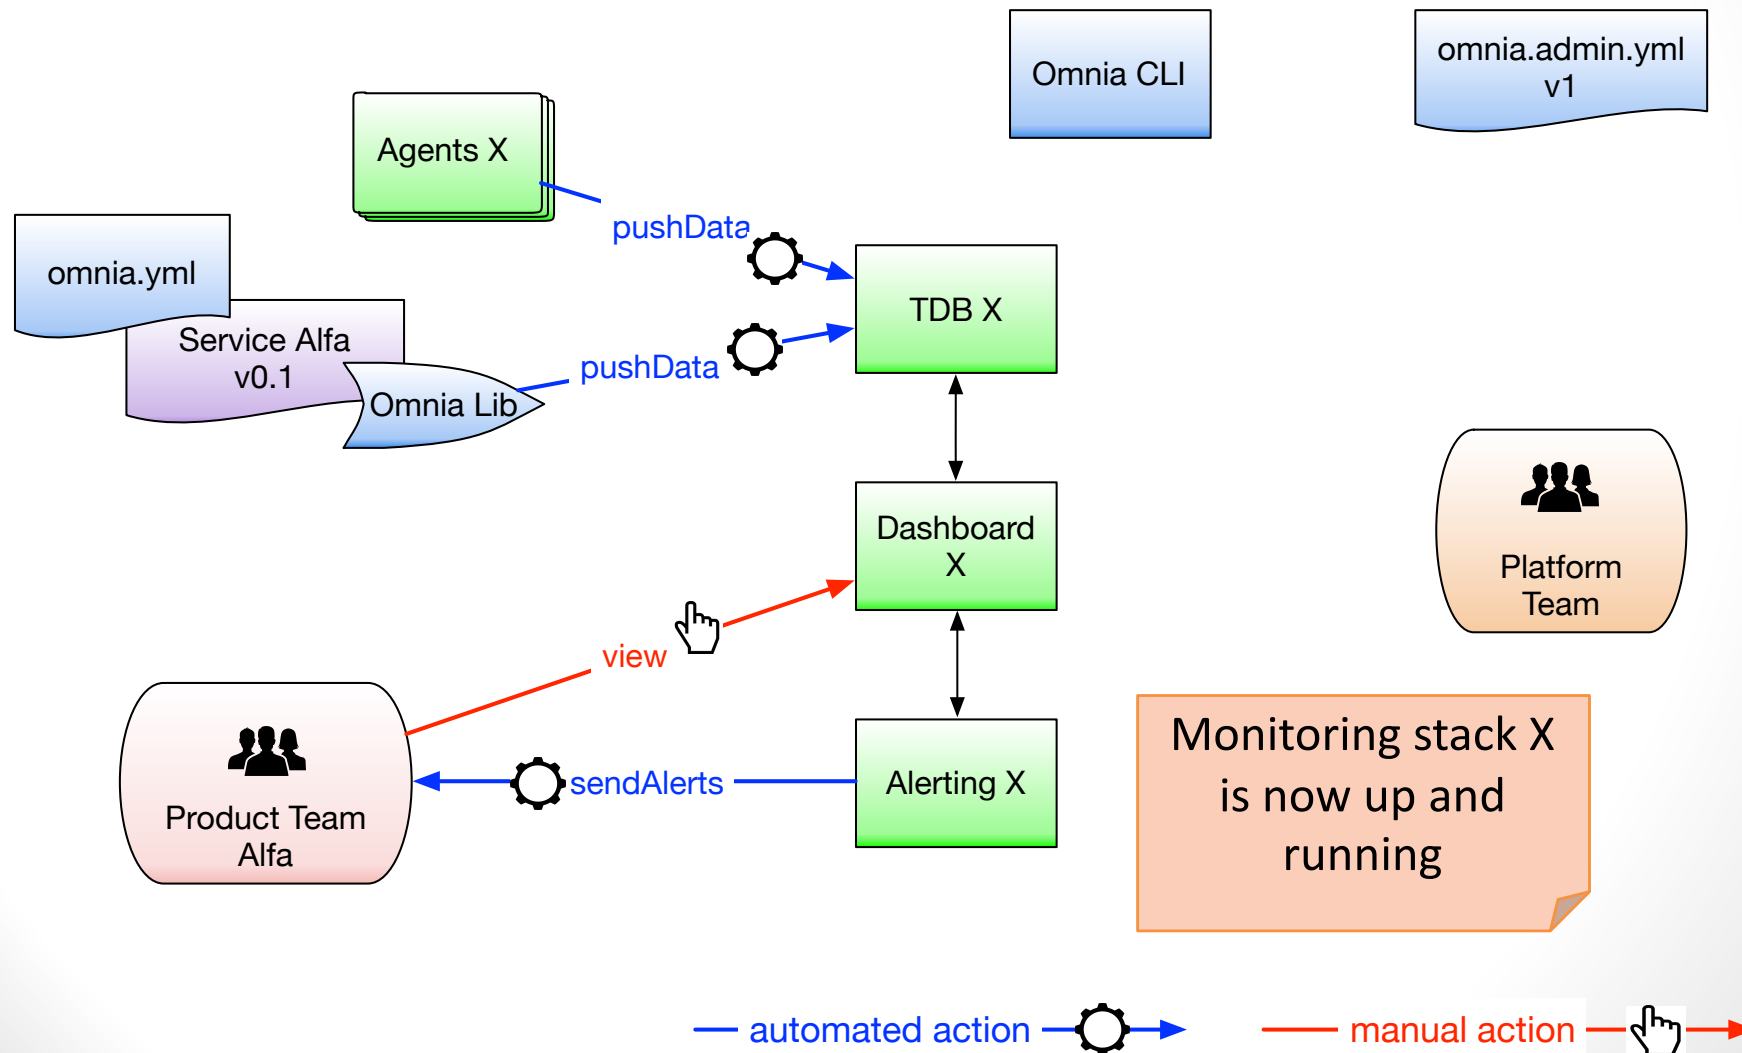 Omnia CLI
omnia.admin.yml
v1
Agents X
pushData
omnia.yml
TDB X
Service Alfa
v0.1
pushData
Omnia Lib
Dashboard
X
Platform
Team
view
Monitoring stack X
is now up and
running
sendAlerts
Alerting X
Product Team
Alfa
automated action
manual action